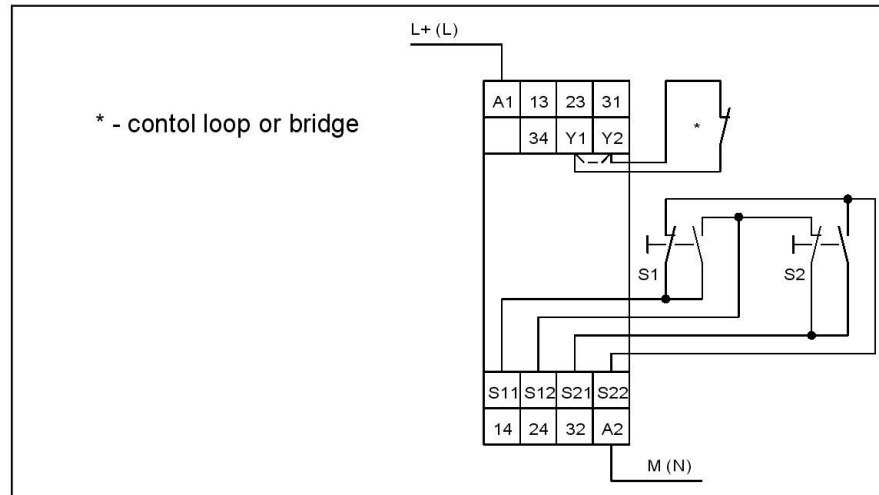 L+ (L)
* - contol loop or bridge
A1 13 23 31
34 Y1 Y2
*
S1 S2
S11 S12 S21 S22
14 24 32 A2
M (N)